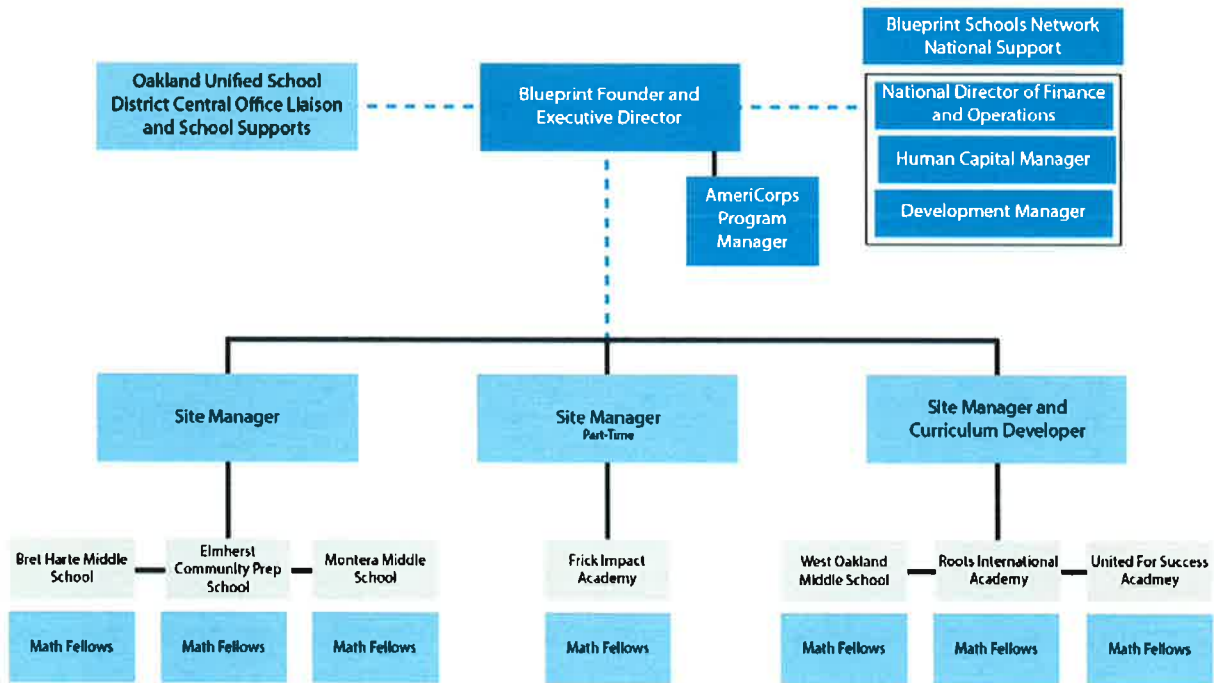 Blueprint Schools Network
National Support
Oakland Unified School
District Central Office Liaison
and School Supports
Blueprint Founder and
Executive Director
National Director of Finance
and Operations
Human Capital Manager
Development Manager
AmeriCorps
Program
Manager
Site Manager
Site Manager
Part-Time
Site Manager and
Curriculum Developer
Bret Harte Middle
School
Elmherst
Community Prep
School
Montera Middle
School
Frick Impact
Academy
West Oakland
Middle School
Roots International
Academy
United For Success
Acadmey
Math Fellows
Math Fellows
Math Fellows
Math Fellows
Math Fellows
Math Fellows
Math Fellows